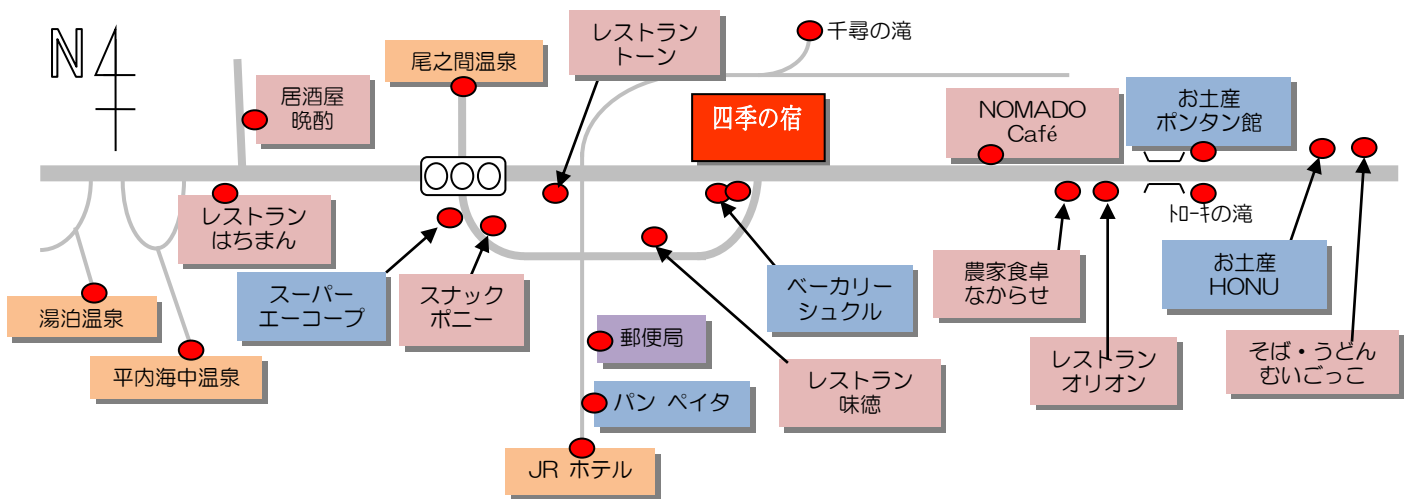 N
千尋の滝
レストラン
トーン
尾之間温泉
居酒屋
晩酌
四季の宿
NOMADO
Café
お土産
ポンタン館
レストラン
はちまん
トローキの滝
スーパー
エーコープ
スナック
ポニー
ベーカリー
シュクル
農家食卓
なからせ
お土産
HONU
湯泊温泉
平内海中温泉
郵便局
パン ペイタ
レストラン
味徳
レストラン
オリオン
そば・うどん
むいごっこ
JR ホテル